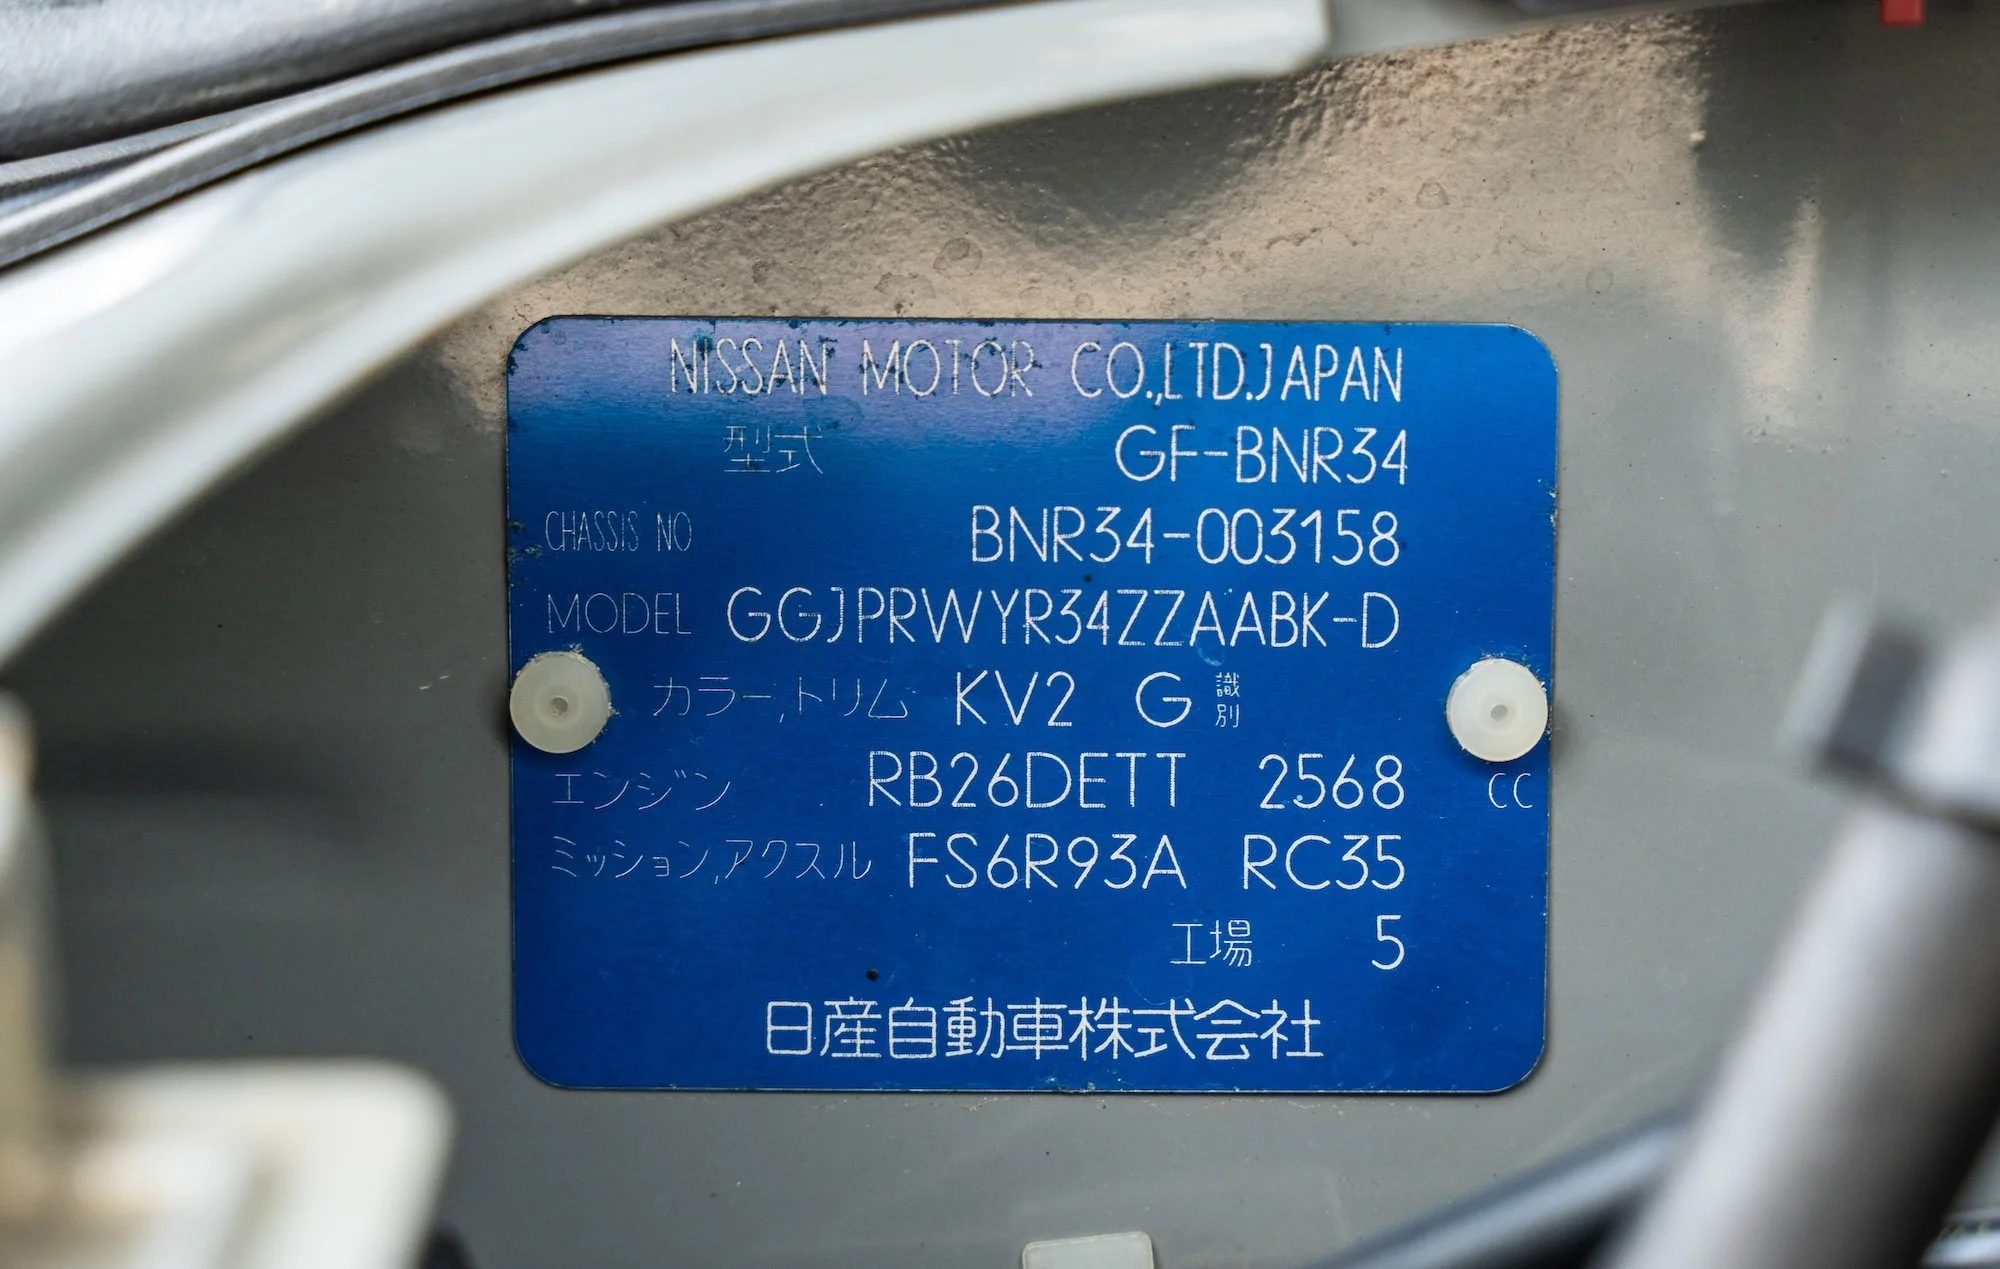 NISSAN MOTOR CO.,LTD.JAPAN
型式 GF-BNR34
CHASSIS NO BNR34-003158
MODEL GGJPRWYR34ZZAABK-D
カラー,トリム KV2 G 識別
エンジン RB26DETT 2568 CC
ミッション,アクスル FS6R93A RC35
工場 5
日産自動車株式会社